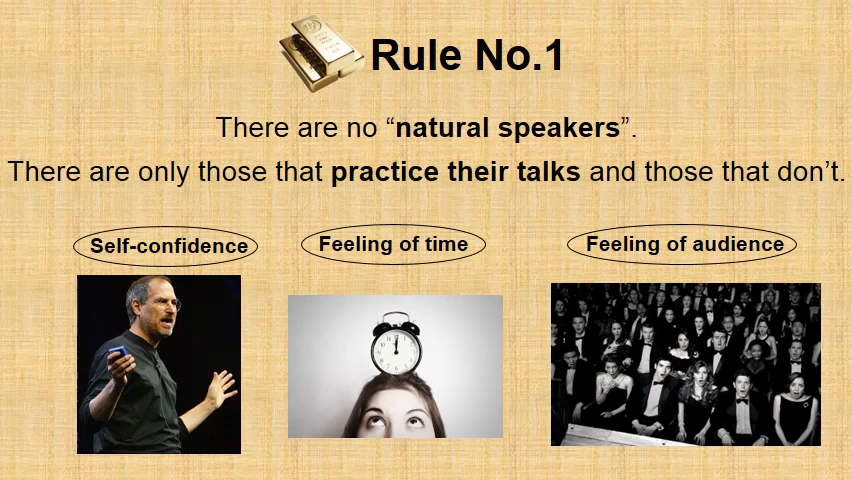 Rule No.1
There are no “natural speakers”.
There are only those that practice their talks and those that don’t.
Self-confidence
Feeling of time
Feeling of audience